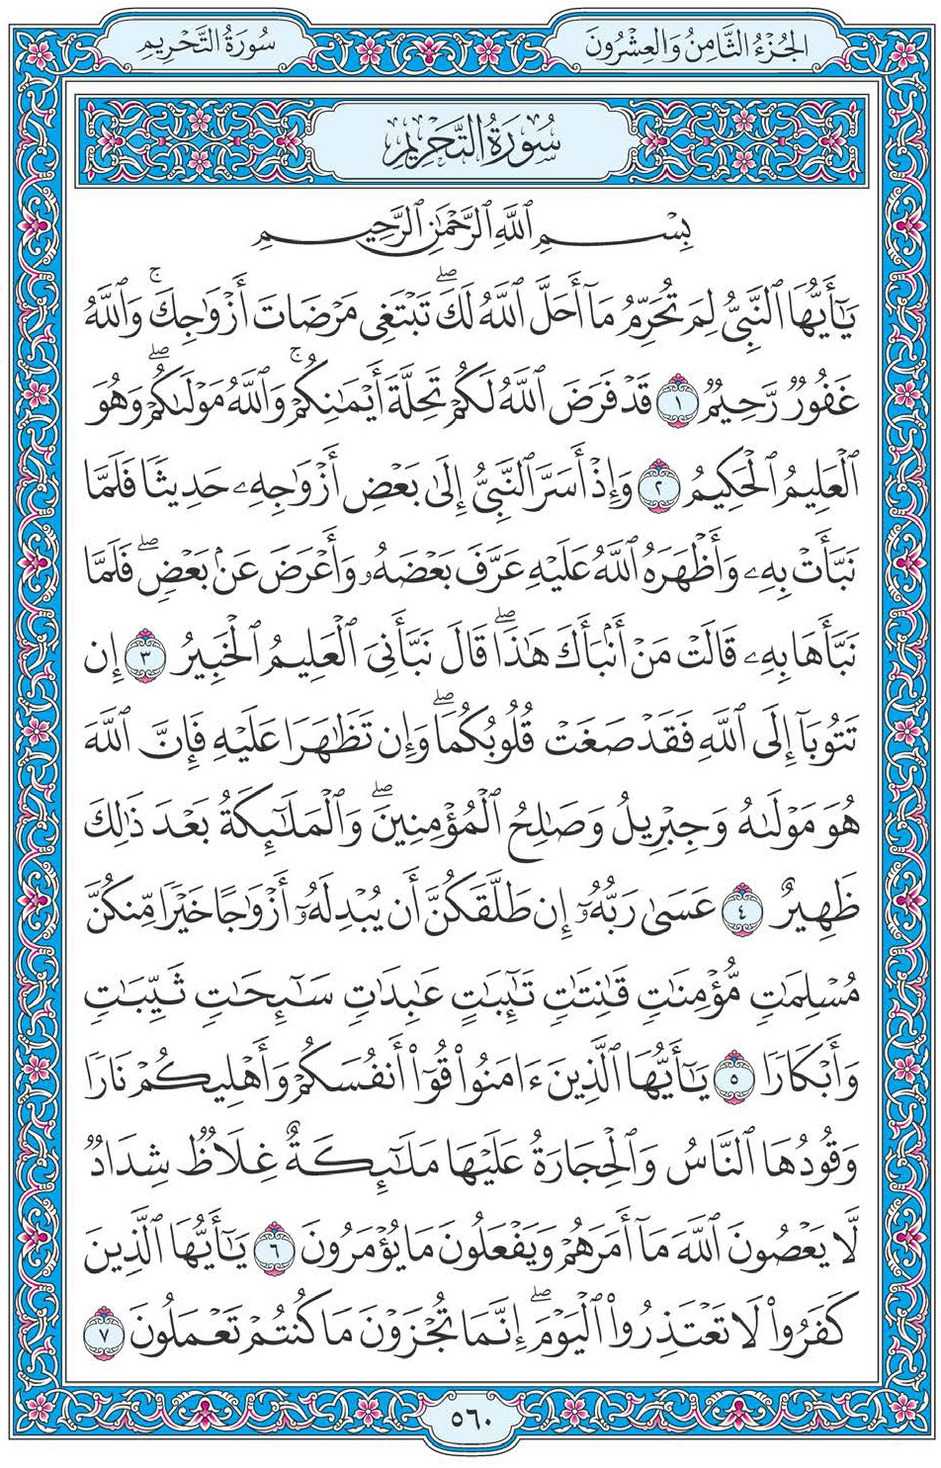 الجُزْءُ الثَّامِنُ وَالعِشْرُونَ
سُورَةُ التَّحْرِيمِ
سُورَةُ التَّحْرِيمِ
بِسْمِ ٱللَّهِ ٱلرَّحْمَٰنِ ٱلرَّحِيمِ
يَٰٓأَيُّهَا ٱلنَّبِىُّ لِمَ تُحَرِّمُ مَآ أَحَلَّ ٱللَّهُ لَكَۖ تَبْتَغِى مَرْضَاتَ أَزْوَٰجِكَۚ وَٱللَّهُ
غَفُورٌ رَّحِيمٌ ١ قَدْ فَرَضَ ٱللَّهُ لَكُمْ تَحِلَّةَ أَيْمَٰنِكُمْۚ وَٱللَّهُ مَوْلَىٰكُمْۖ وَهُوَ
ٱلْعَلِيمُ ٱلْحَكِيمُ ٢ وَإِذْ أَسَرَّ ٱلنَّبِىُّ إِلَىٰ بَعْضِ أَزْوَٰجِهِۦ حَدِيثًا فَلَمَّا
نَبَّأَتْ بِهِۦ وَأَظْهَرَهُ ٱللَّهُ عَلَيْهِ عَرَّفَ بَعْضَهُۥ وَأَعْرَضَ عَنۢ بَعْضٍۖ فَلَمَّا
نَبَّأَهَا بِهِۦ قَالَتْ مَنْ أَنۢبَأَكَ هَٰذَاۖ قَالَ نَبَّأَنِىَ ٱلْعَلِيمُ ٱلْخَبِيرُ ٣ إِن
تَتُوبَآ إِلَى ٱللَّهِ فَقَدْ صَغَتْ قُلُوبُكُمَاۖ وَإِن تَظَٰهَرَا عَلَيْهِ فَإِنَّ ٱللَّهَ
هُوَ مَوْلَىٰهُ وَجِبْرِيلُ وَصَٰلِحُ ٱلْمُؤْمِنِينَۖ وَٱلْمَلَٰٓئِكَةُ بَعْدَ ذَٰلِكَ
ظَهِيرٌ ٤ عَسَىٰ رَبُّهُۥٓ إِن طَلَّقَكُنَّ أَن يُبْدِلَهُۥٓ أَزْوَٰجًا خَيْرًا مِّنكُنَّ
مُسْلِمَٰتٍ مُّؤْمِنَٰتٍ قَٰنِتَٰتٍ تَٰٓئِبَٰتٍ عَٰبِدَٰتٍ سَٰٓئِحَٰتٍ ثَيِّبَٰتٍ
وَأَبْكَارًا ٥ يَٰٓأَيُّهَا ٱلَّذِينَ ءَامَنُوا۟ قُوٓا۟ أَنفُسَكُمْ وَأَهْلِيكُمْ نَارًا
وَقُودُهَا ٱلنَّاسُ وَٱلْحِجَارَةُ عَلَيْهَا مَلَٰٓئِكَةٌ غِلَاظٌ شِدَادٌ
لَّا يَعْصُونَ ٱللَّهَ مَآ أَمَرَهُمْ وَيَفْعَلُونَ مَا يُؤْمَرُونَ ٦ يَٰٓأَيُّهَا ٱلَّذِينَ
كَفَرُوا۟ لَا تَعْتَذِرُوا۟ ٱلْيَوْمَۖ إِنَّمَا تُجْزَوْنَ مَا كُنتُمْ تَعْمَلُونَ ٧
٥٦٠